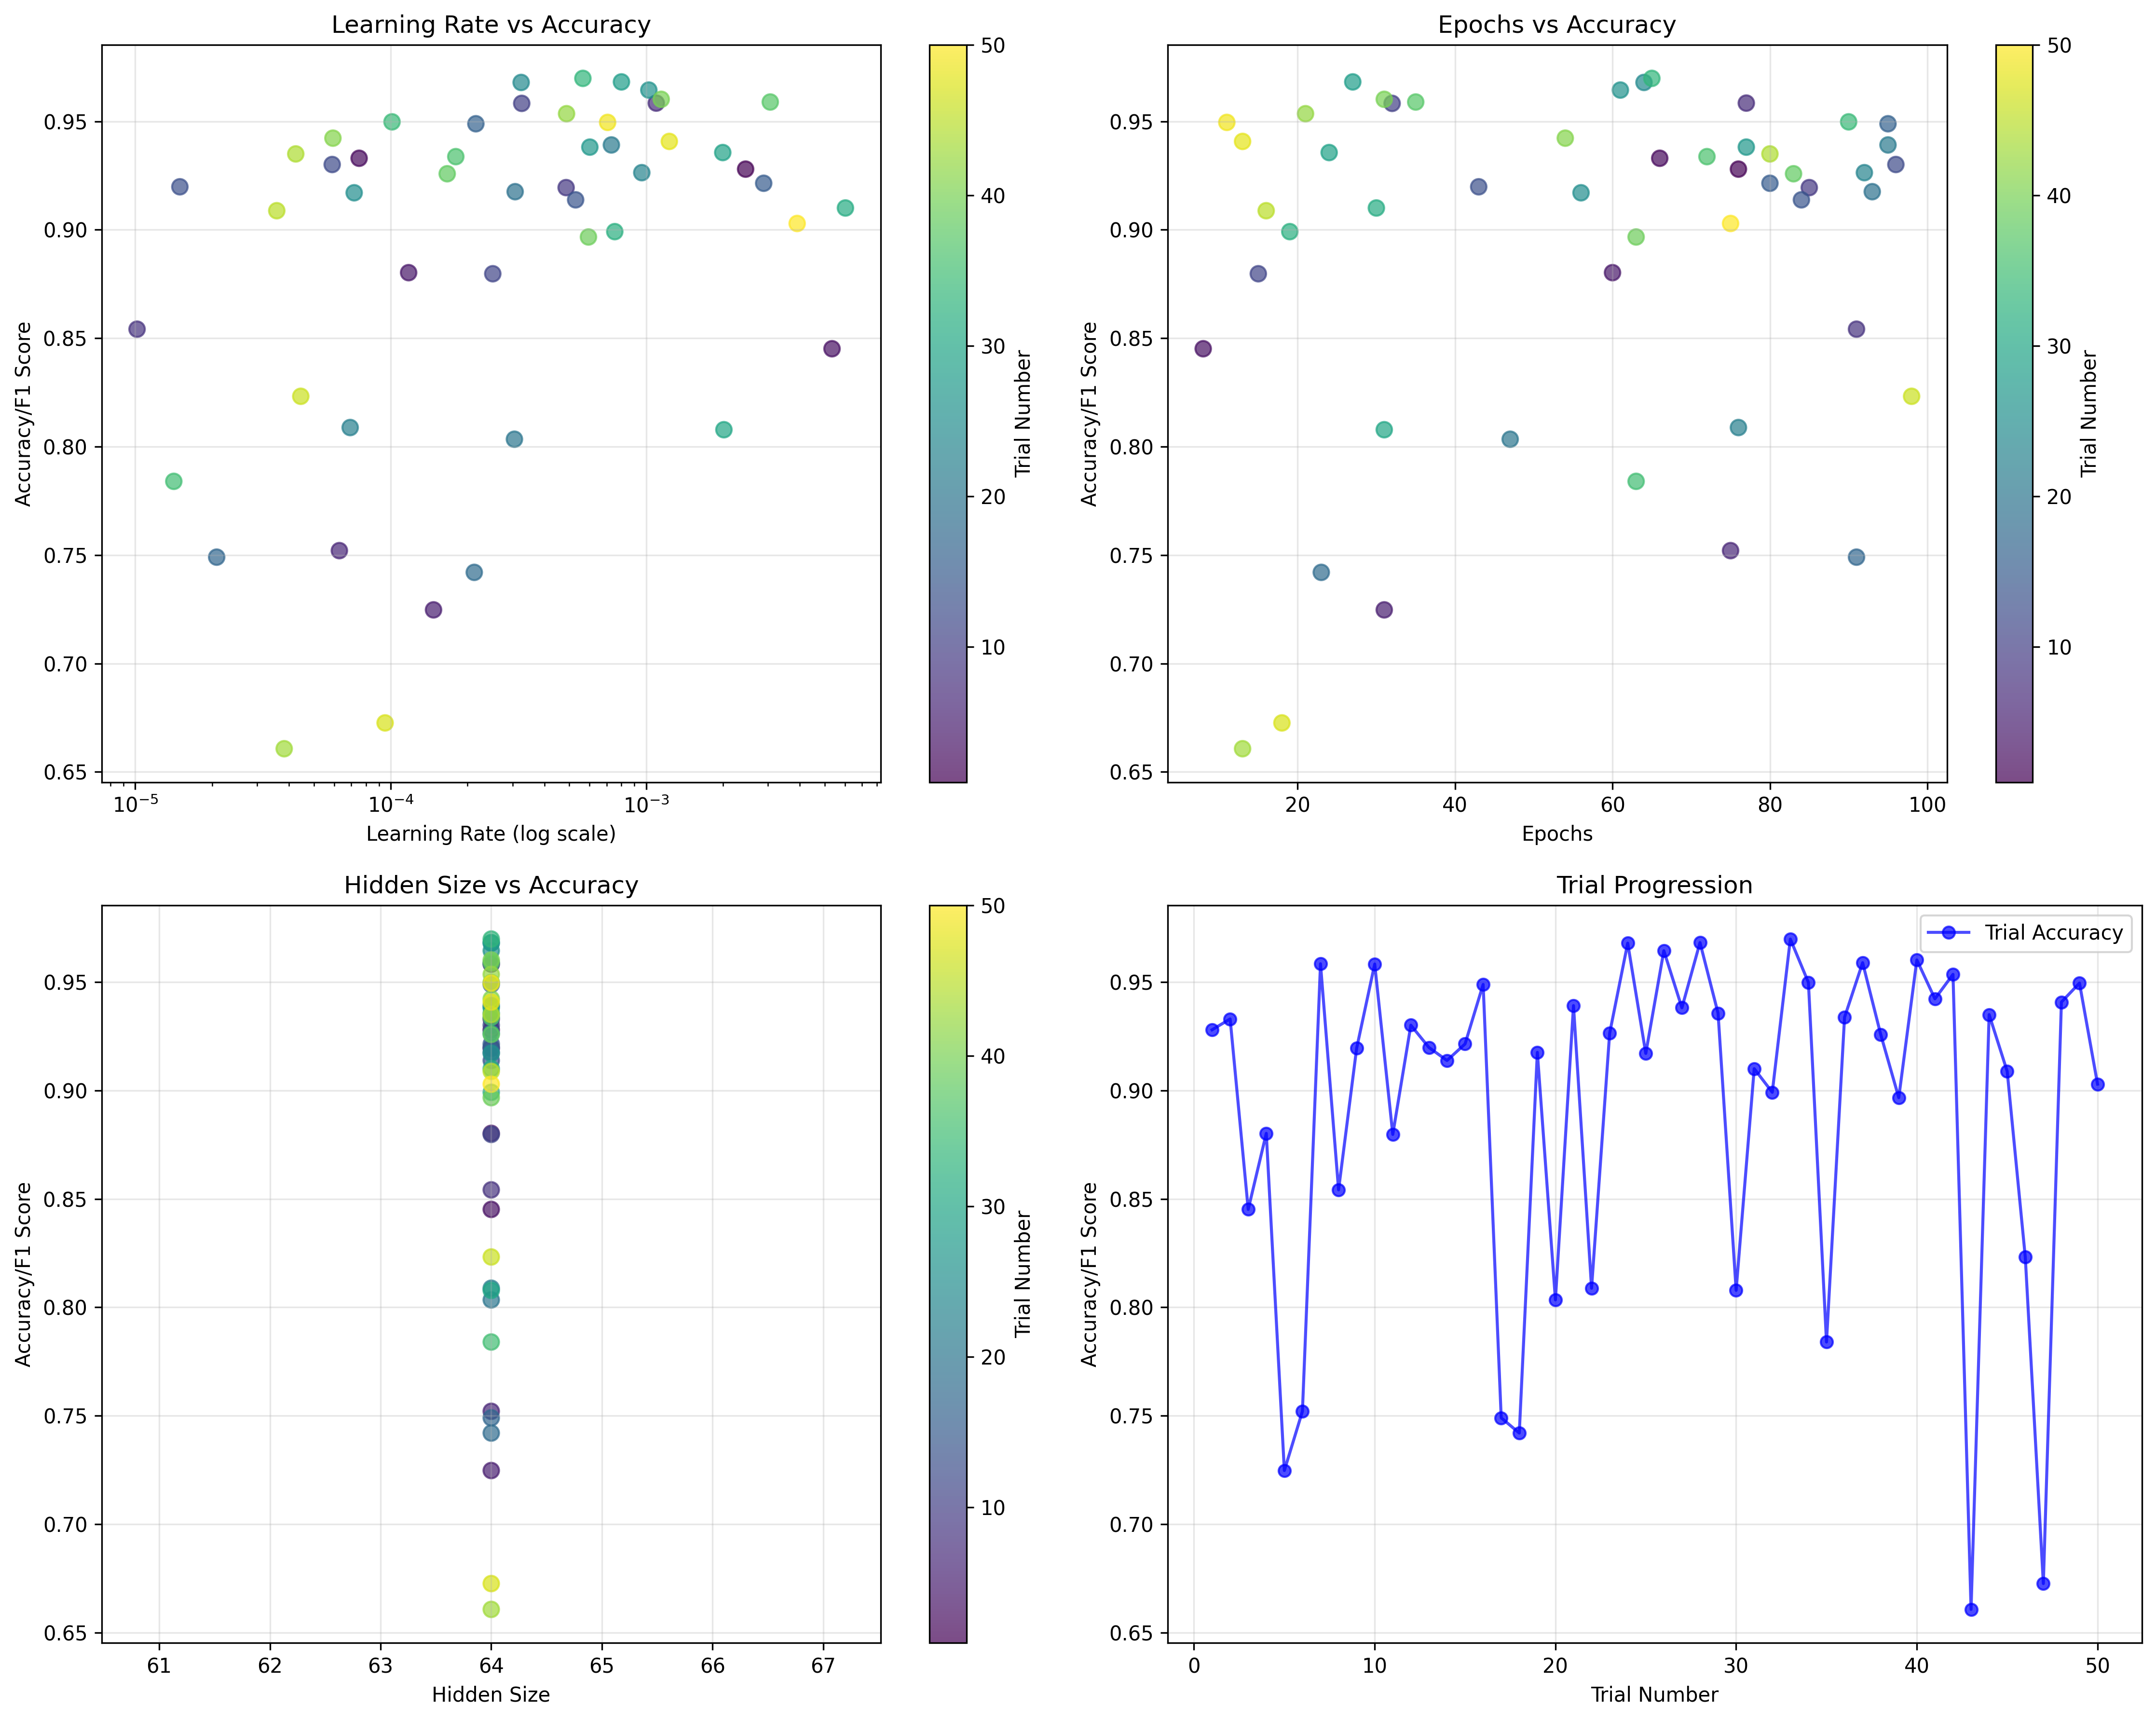 Learning Rate vs Accuracy
Accuracy/F1 Score
0.95
0.90
0.85
0.80
0.75
0.70
0.65
10⁻⁵ 10⁻⁴ 10⁻³
Learning Rate (log scale)
50
40
30
20
10
Trial Number
Epochs vs Accuracy
Accuracy/F1 Score
0.95
0.90
0.85
0.80
0.75
0.70
0.65
20 40 60 80 100
Epochs
50
40
30
20
10
Trial Number
Hidden Size vs Accuracy
Accuracy/F1 Score
0.95
0.90
0.85
0.80
0.75
0.70
0.65
61 62 63 64 65 66 67
Hidden Size
50
40
30
20
10
Trial Number
Trial Progression
Trial Accuracy
Accuracy/F1 Score
0.95
0.90
0.85
0.80
0.75
0.70
0.65
0 10 20 30 40 50
Trial Number